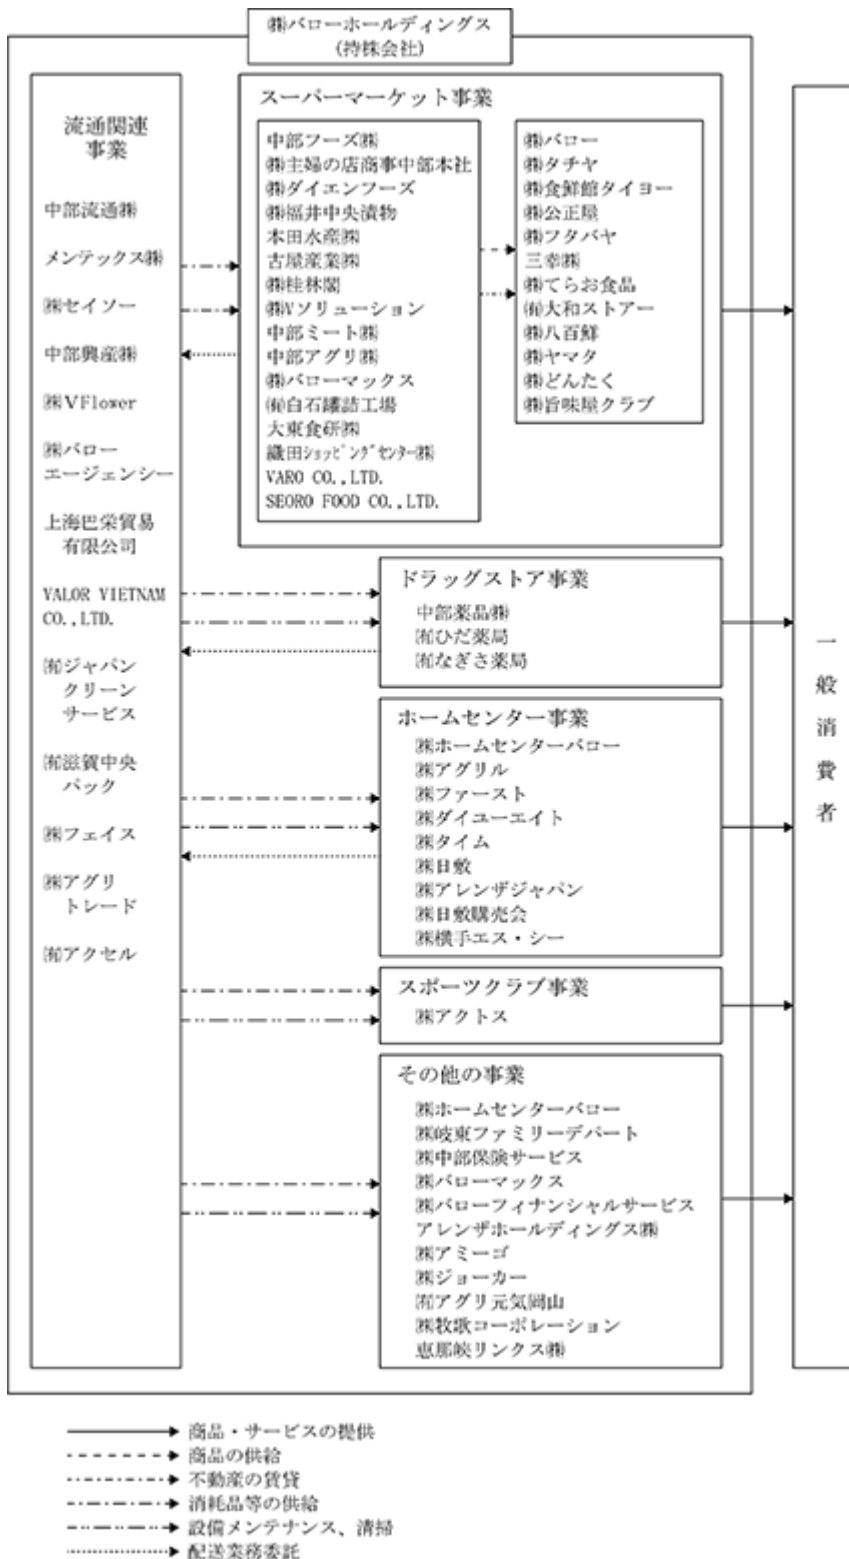 ㈱バローホールディングス
(持株会社)
流通関連
事業
中部流通㈱
メンテックス㈱
㈱セイソー
中部興産㈱
㈱VFlower
㈱バロー
エージェンシー
上海巴栄貿易
有限公司
VALOR VIETNAM
CO.,LTD.
㈲ジャパン
クリーン
サービス
㈲滋賀中央
パック
㈱フェイス
㈱アグリ
トレード
㈲アクセル
スーパーマーケット事業
中部フーズ㈱
㈱主婦の店商事中部本社
㈱ダイエンフーズ
㈱福井中央漬物
本田水産㈱
古屋産業㈱
㈱桂林閣
㈱Vソリューション
中部ミート㈱
中部アグリ㈱
㈱バローマックス
㈲白石罐詰工場
大東食研㈱
織田ｼｮｯﾋﾟﾝｸﾞｾﾝﾀｰ㈱
VARO CO.,LTD.
SEORO FOOD CO.,LTD.
㈱バロー
㈱タチヤ
㈱食鮮館タイヨー
㈱公正屋
㈱フタバヤ
三幸㈱
㈱てらお食品
㈲大和ストアー
㈱八百鮮
㈱ヤマタ
㈱どんたく
㈱旨味屋クラブ
ドラッグストア事業
中部薬品㈱
㈲ひだ薬局
㈲なぎさ薬局
ホームセンター事業
㈱ホームセンターバロー
㈱アグリル
㈱ファースト
㈱ダイユーエイト
㈱タイム
㈱日敷
㈱アレンザジャパン
㈱日敷購売会
㈱横手エス・シー
スポーツクラブ事業
㈱アクトス
その他の事業
㈱ホームセンターバロー
㈱岐東ファミリーデパート
㈱中部保険サービス
㈱バローマックス
㈱バローフィナンシャルサービス
アレンザホールディングス㈱
㈱アミーゴ
㈱ジョーカー
㈲アグリ元気岡山
㈱牧歌コーポレーション
恵那峡リンクス㈱
一般消費者
商品・サービスの提供
商品の供給
不動産の賃貸
消耗品等の供給
設備メンテナンス、清掃
配送業務委託